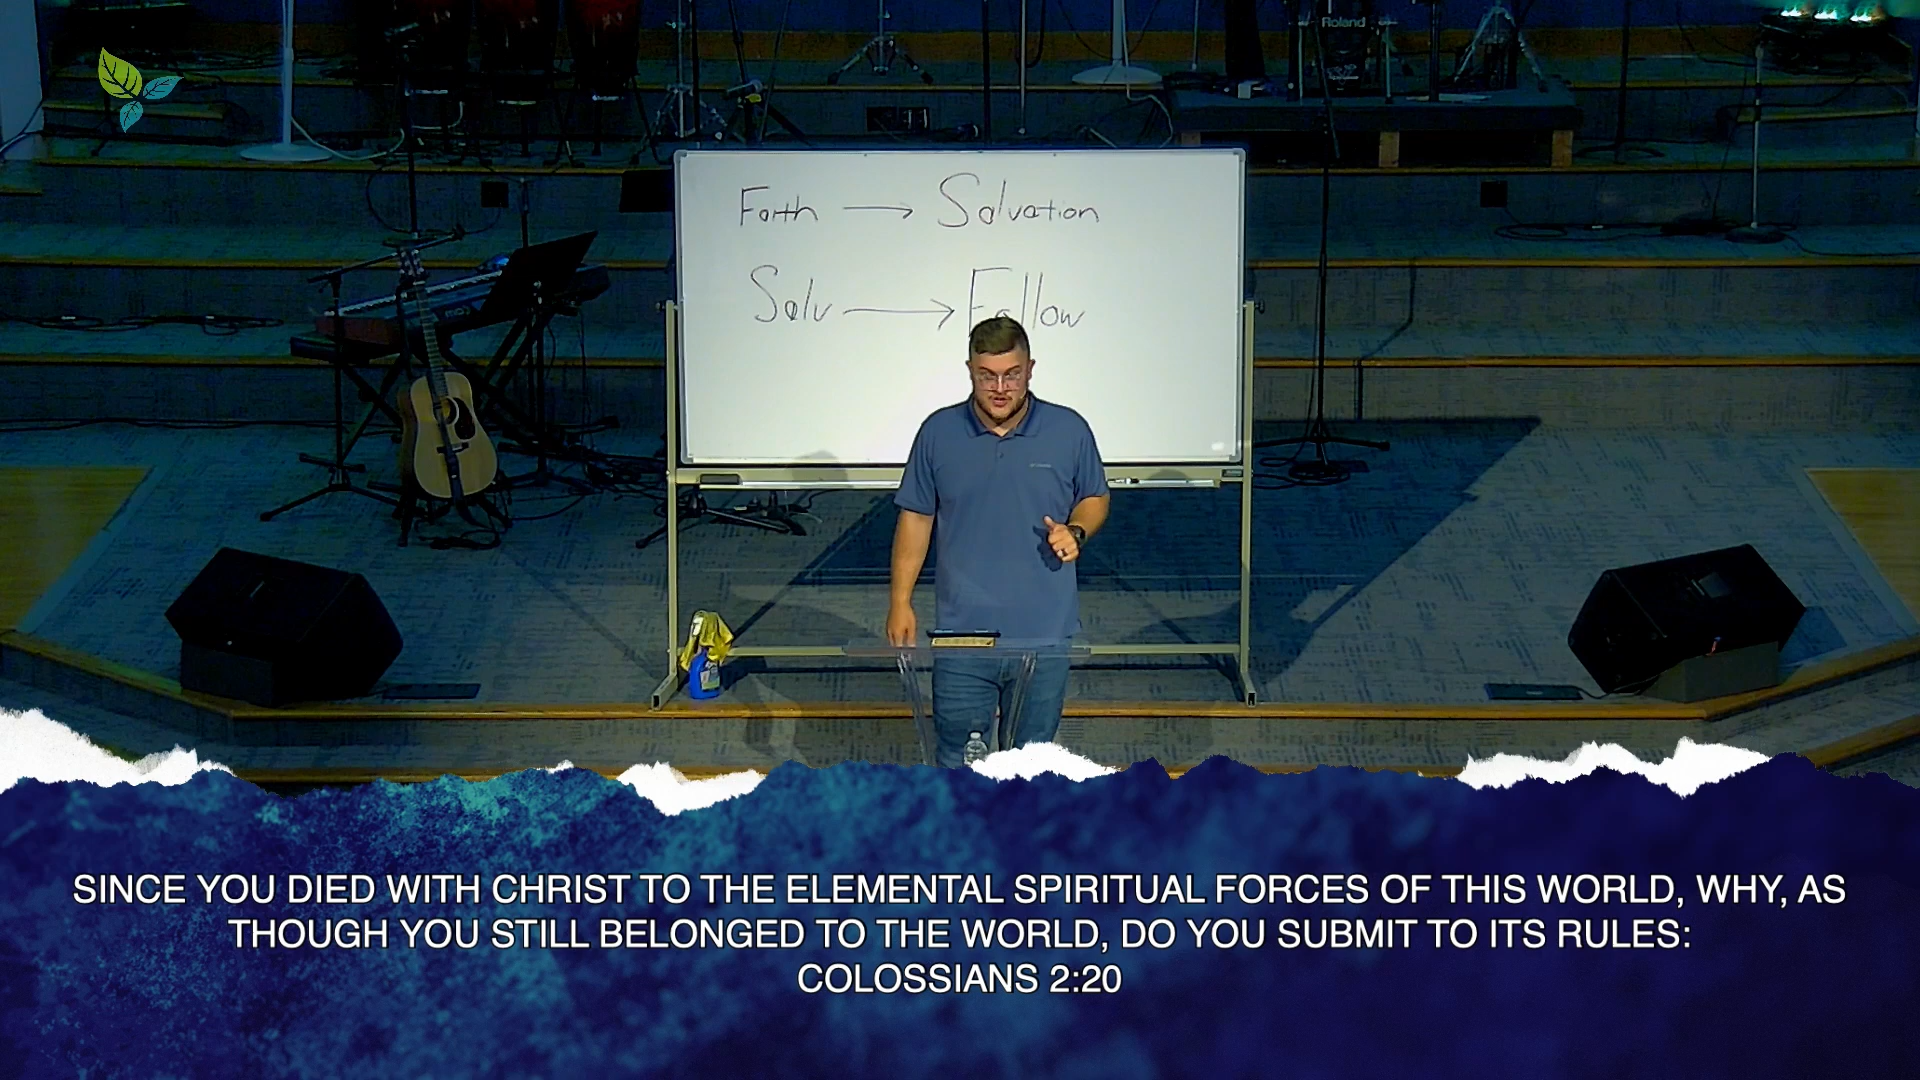 Roland
Faith → Salvation
Salv → Follow
SINCE YOU DIED WITH CHRIST TO THE ELEMENTAL SPIRITUAL FORCES OF THIS WORLD, WHY, AS
THOUGH YOU STILL BELONGED TO THE WORLD, DO YOU SUBMIT TO ITS RULES:
COLOSSIANS 2:20